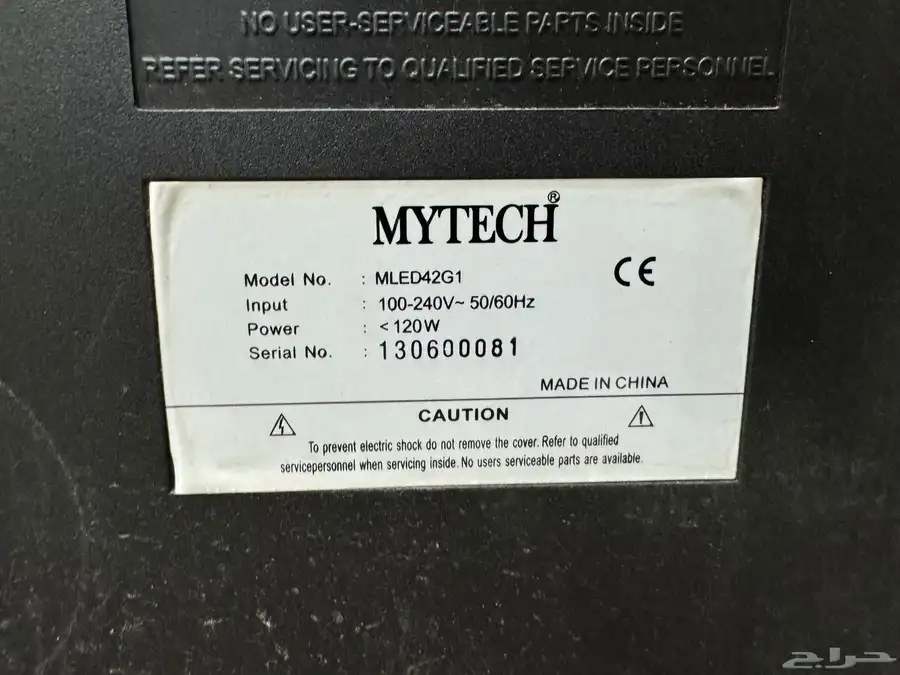 NO USER-SERVICEABLE PARTS INSIDE
REFER SERVICING TO QUALIFIED SERVICE PERSONNEL
MYTECH®
Model No. : MLED42G1
CE
Input : 100-240V~ 50/60Hz
Power : <120W
Serial No. : 130600081
MADE IN CHINA
CAUTION
To prevent electric shock do not remove the cover. Refer to qualified
servicepersonnel when servicing inside. No users serviceable parts are available.
حراج